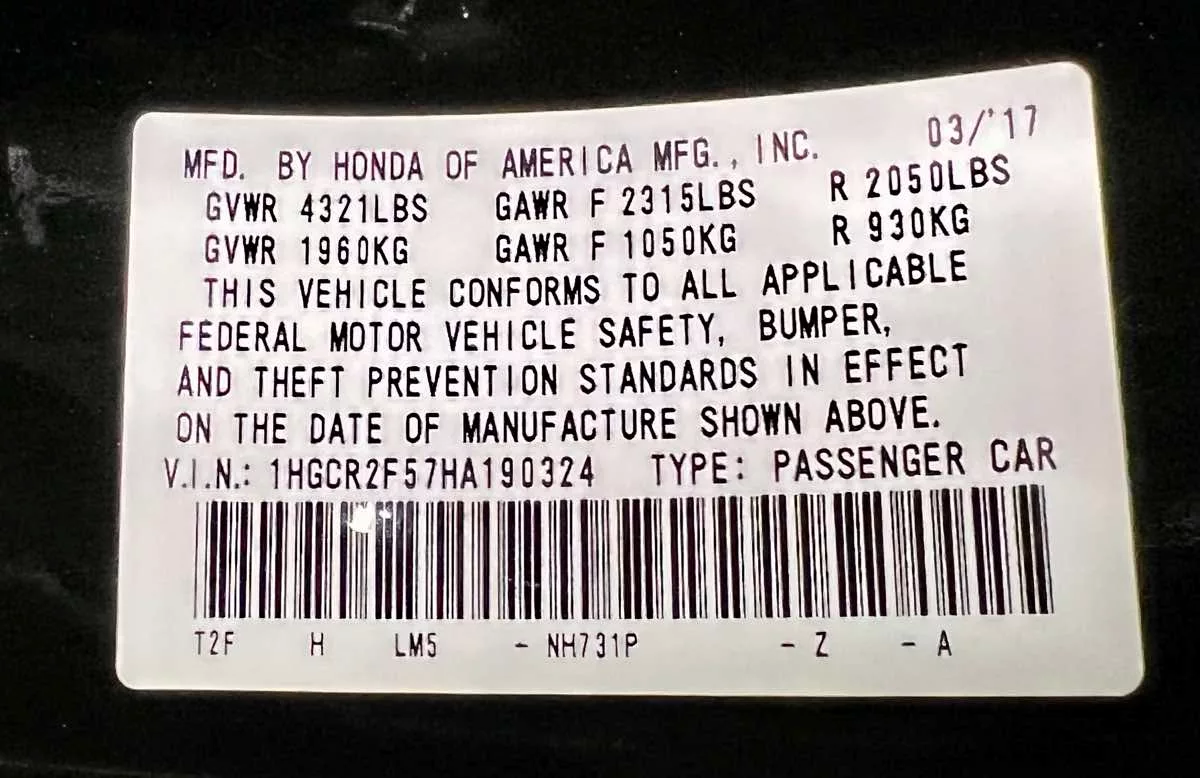 MFD. BY HONDA OF AMERICA MFG., INC. 03/'17
GVWR 4321LBS GAWR F 2315LBS R 2050LBS
GVWR 1960KG GAWR F 1050KG R 930KG
THIS VEHICLE CONFORMS TO ALL APPLICABLE
FEDERAL MOTOR VEHICLE SAFETY, BUMPER,
AND THEFT PREVENTION STANDARDS IN EFFECT
ON THE DATE OF MANUFACTURE SHOWN ABOVE.
V.I.N.: 1HGCR2F57HA190324 TYPE: PASSENGER CAR
T2F H LM5 - NH731P - Z - A